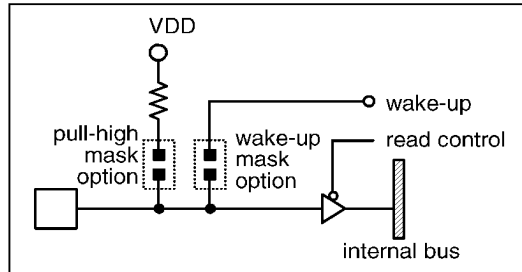 VDD
wake-up
read control
pull-high
mask
option
wake-up
mask
option
internal bus